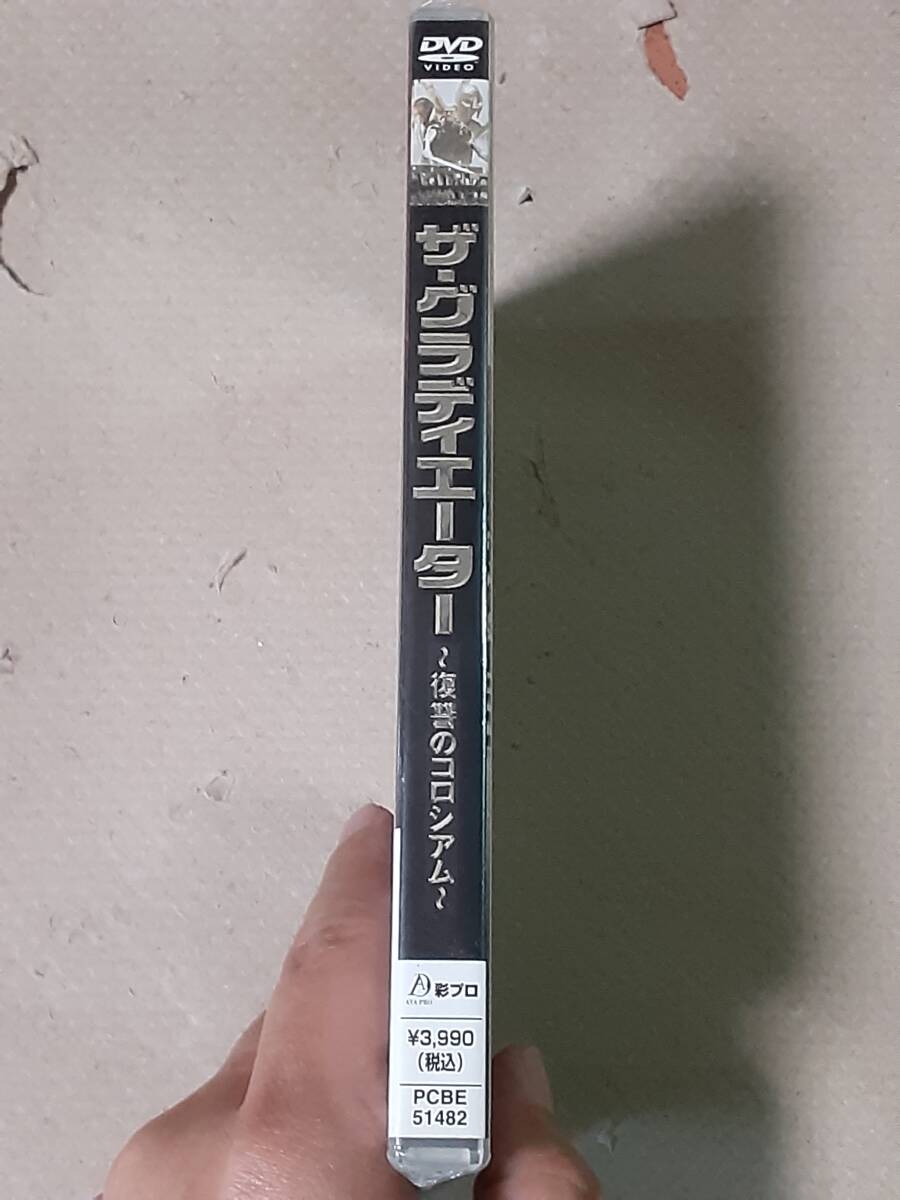 DVD
VIDEO
ザ・グラディエーター
～復讐のコロシアム～
AYA PRO
彩プロ
¥3,990
(税込)
PCBE
51482